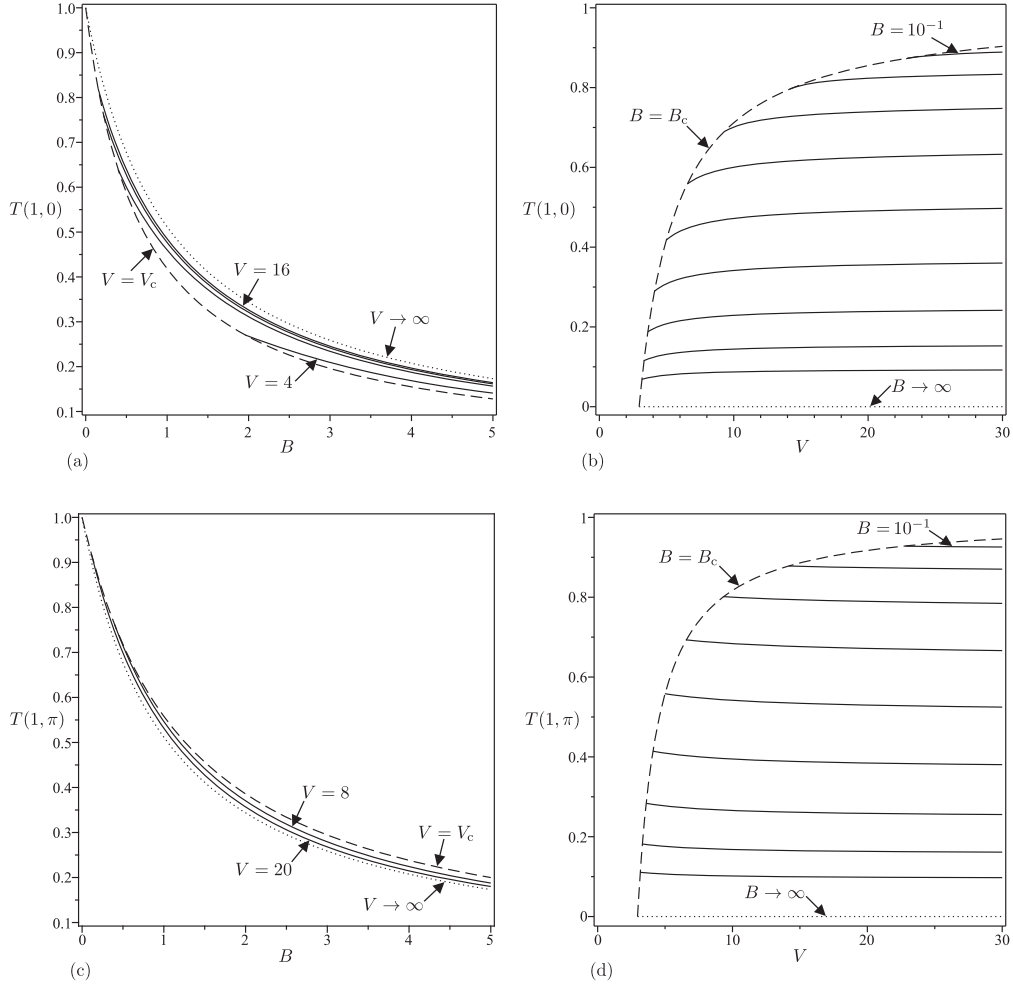 1.0
0.9
0.8
0.7
0.6
T(1, 0)
0.5
0.4
0.3
0.2
0.1
V = V_c
V = 16
V → ∞
V = 4
0 1 2 3 4 5
B
(a)
1
0.8
0.6
T(1, 0)
0.4
0.2
0
B = 10⁻¹
B = B_c
B → ∞
0 10 20 30
V
(b)
1.0
0.9
0.8
0.7
0.6
T(1, π)
0.5
0.4
0.3
0.2
0.1
V = 8
V = V_c
V = 20
V → ∞
0 1 2 3 4 5
B
(c)
1
0.8
0.6
T(1, π)
0.4
0.2
0
B = 10⁻¹
B = B_c
B → ∞
0 10 20 30
V
(d)